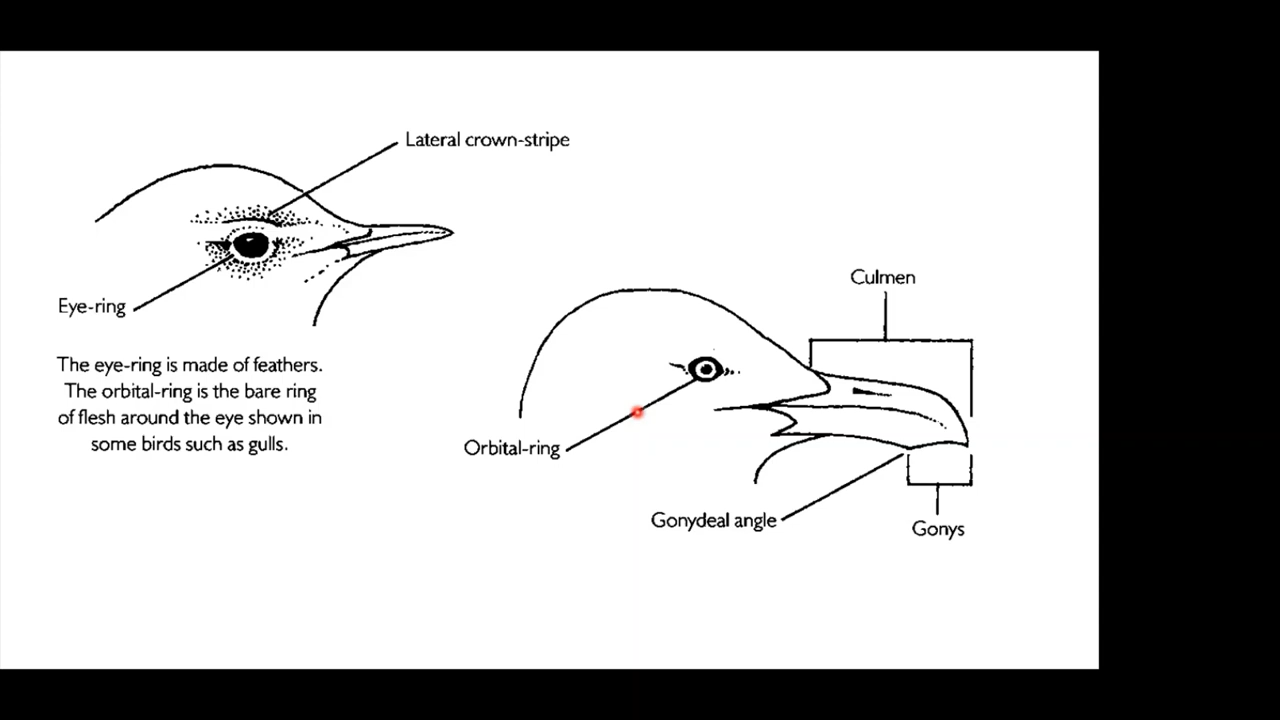 Lateral crown-stripe
Eye-ring
The eye-ring is made of feathers.
The orbital-ring is the bare ring
of flesh around the eye shown in
some birds such as gulls.
Culmen
Orbital-ring
Gonydeal angle
Gonys